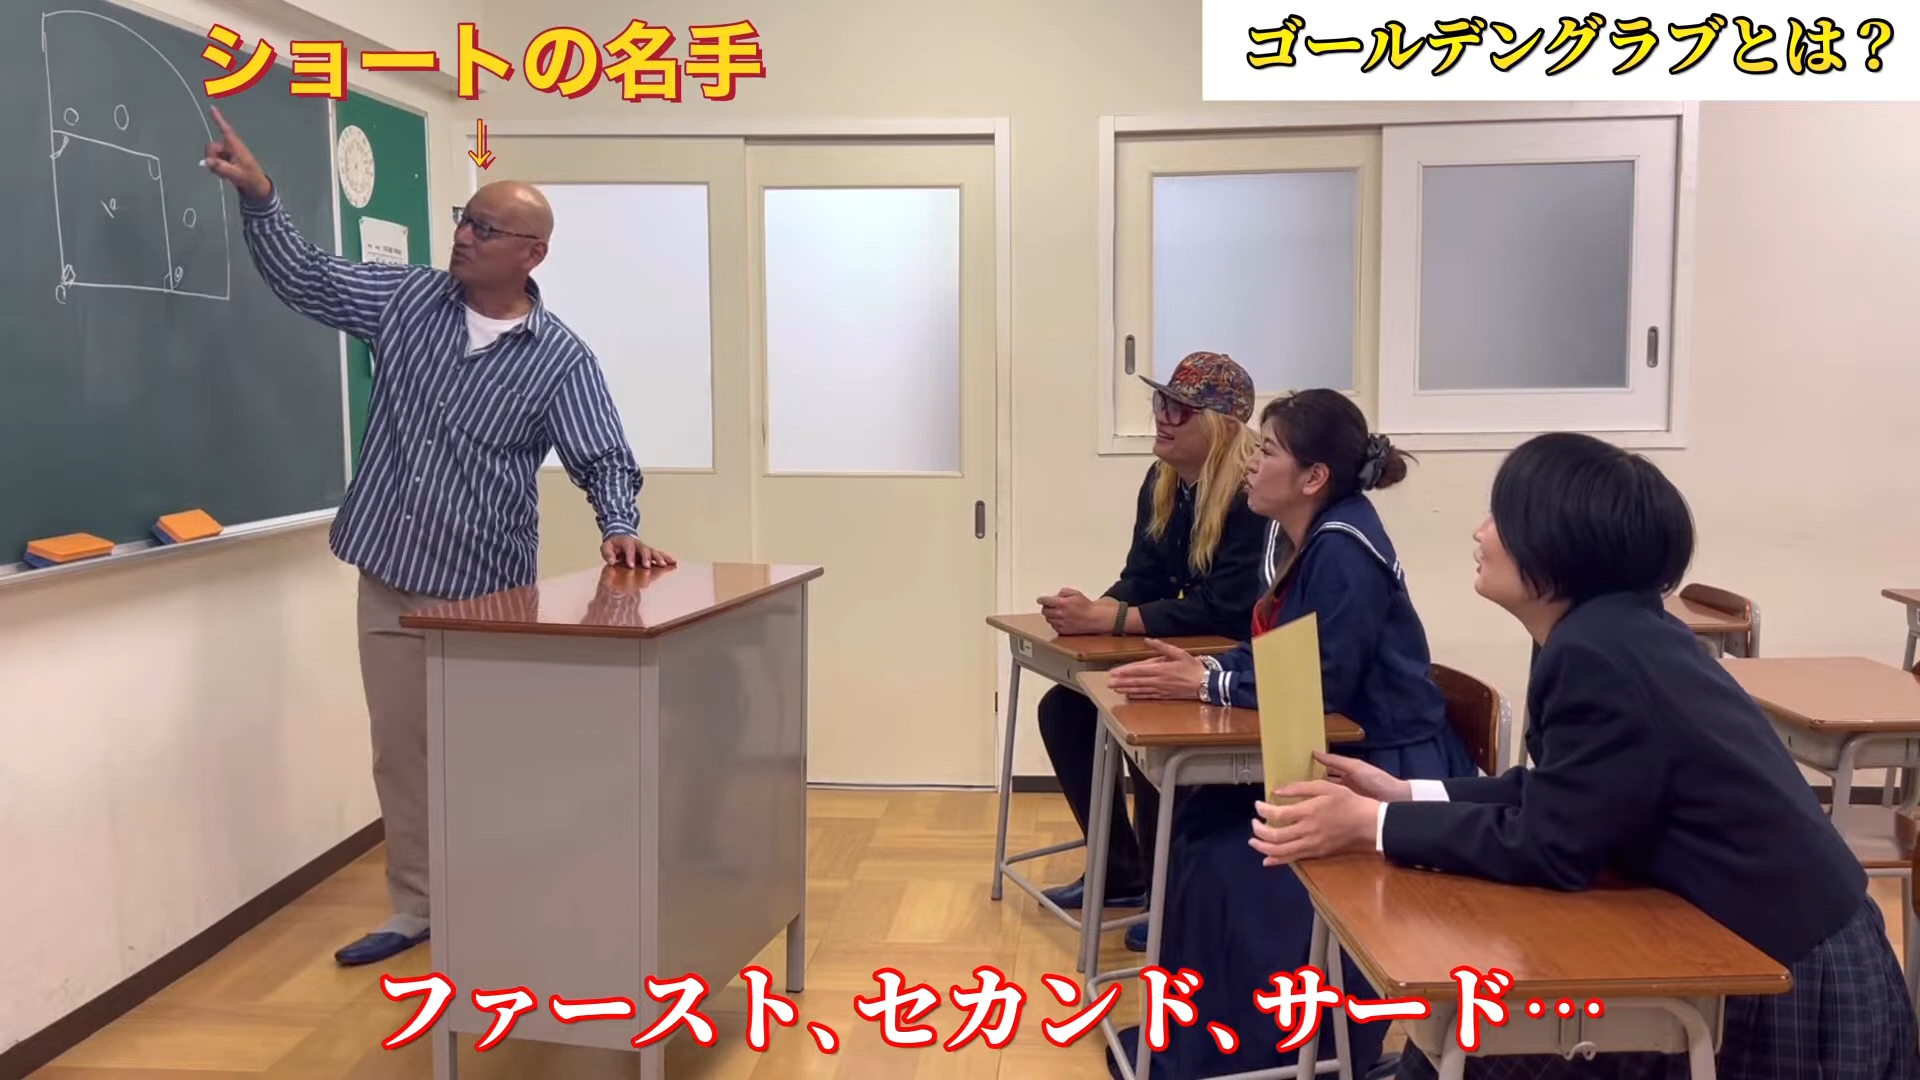 ショートの名手
↓
ゴールデングラブとは？
ファースト、セカンド、サード…